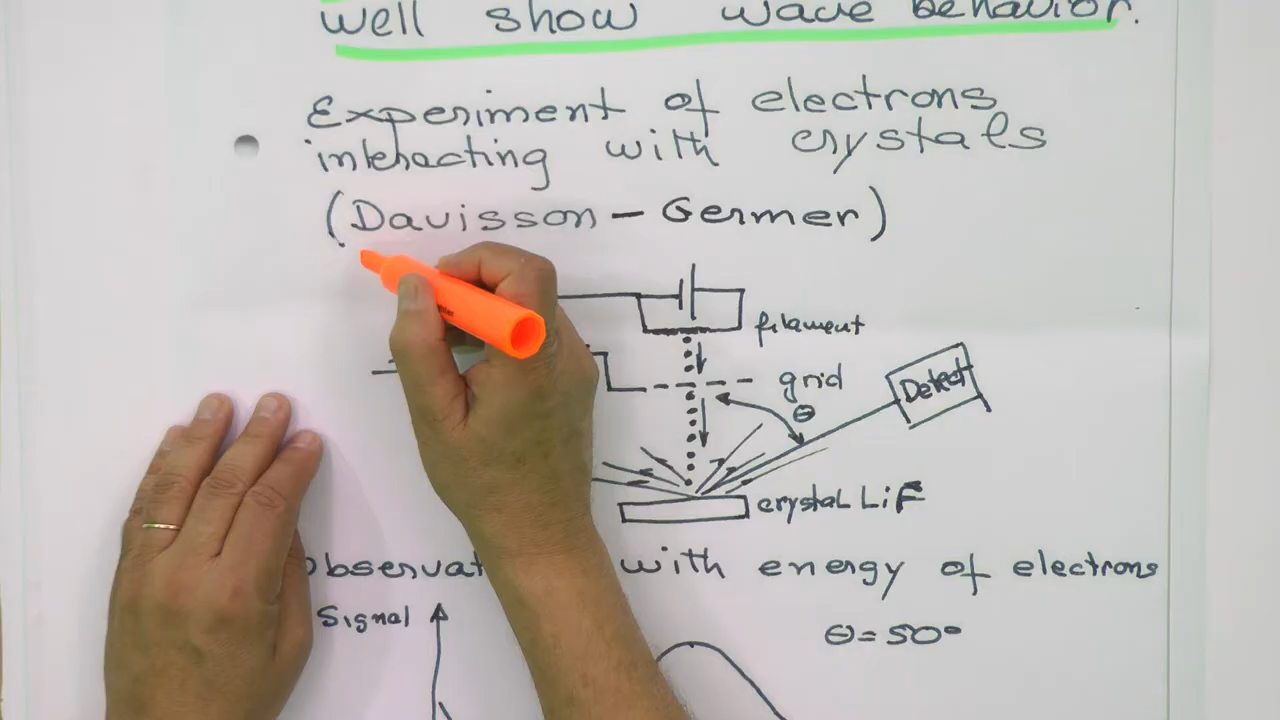 well show wave behavior.
Experiment of electrons
interacting with crystals
(Davisson - Germer)
filament
grid
θ
Detect
crystal LiF
with energy of electrons
Signal
θ = 50°